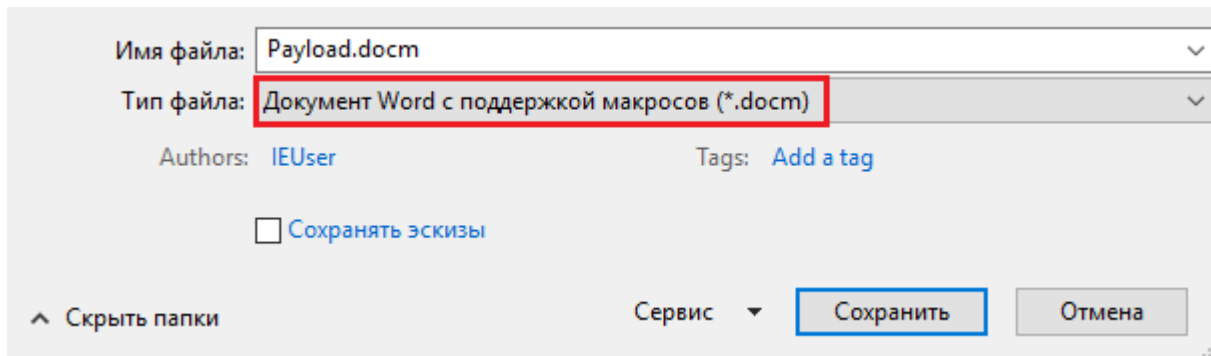 Имя файла: Payload.docm
Тип файла: Документ Word с поддержкой макросов (*.docm)
Authors: IEUser Tags: Add a tag
Сохранять эскизы
Скрыть папки Сервис Сохранить Отмена